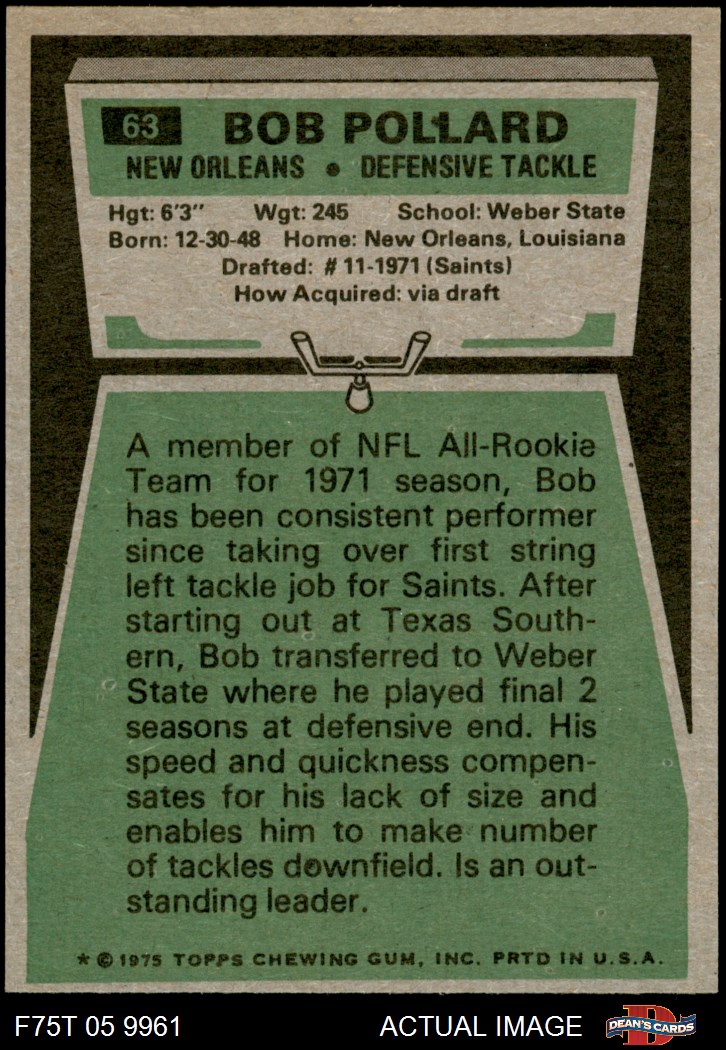 63 BOB POLLARD
NEW ORLEANS • DEFENSIVE TACKLE
Hgt: 6'3" Wgt: 245 School: Weber State
Born: 12-30-48 Home: New Orleans, Louisiana
Drafted: # 11-1971 (Saints)
How Acquired: via draft
A member of NFL All-Rookie
Team for 1971 season, Bob
has been consistent performer
since taking over first string
left tackle job for Saints. After
starting out at Texas South-
ern, Bob transferred to Weber
State where he played final 2
seasons at defensive end. His
speed and quickness compen-
sates for his lack of size and
enables him to make number
of tackles downfield. Is an out-
standing leader.
* © 1975 TOPPS CHEWING GUM, INC. PRTD IN U.S.A.
F75T 05 9961 ACTUAL IMAGE D DEAN'S CARDS